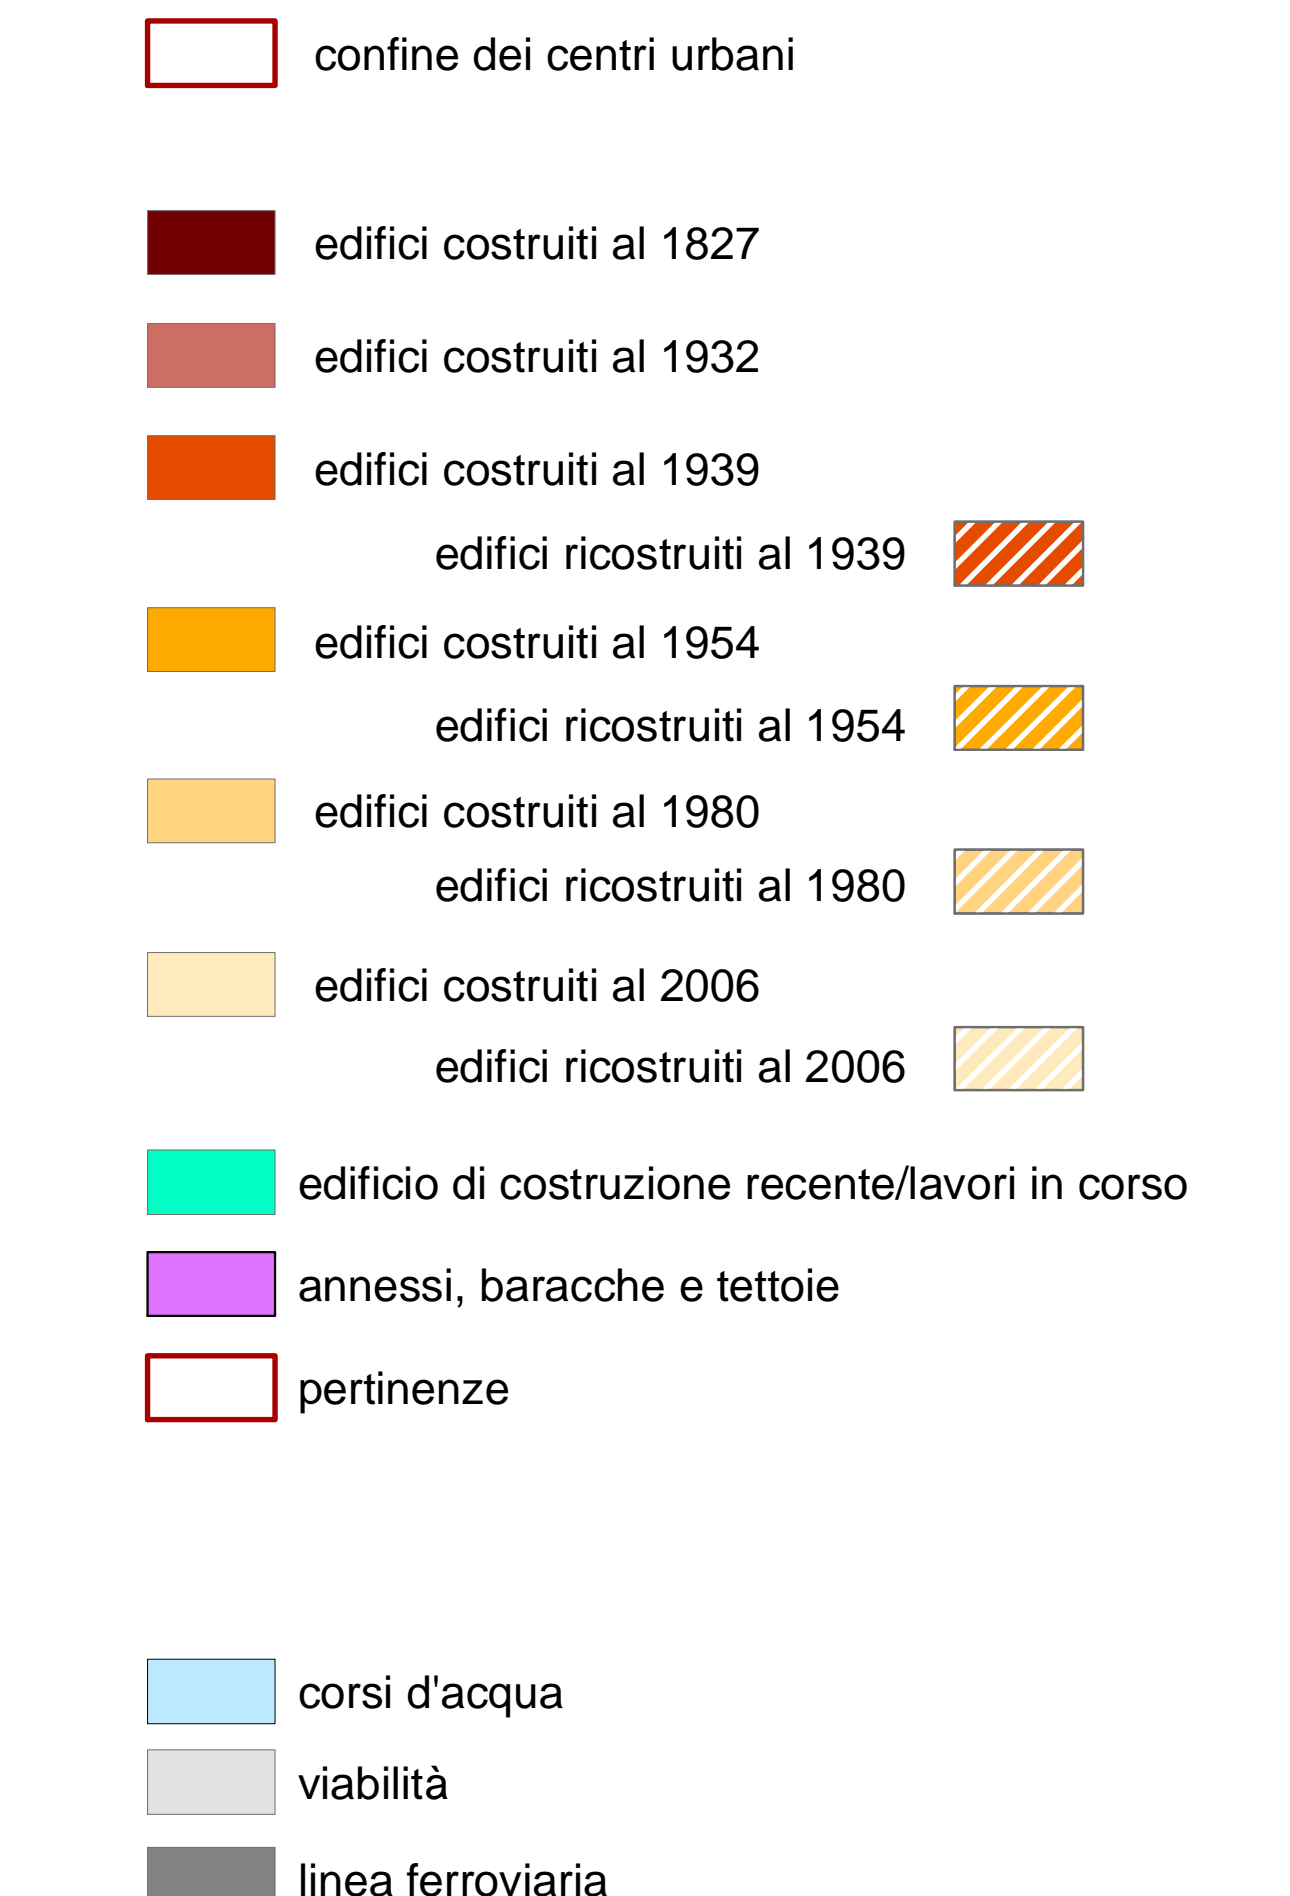 confine dei centri urbani
edifici costruiti al 1827
edifici costruiti al 1932
edifici costruiti al 1939
edifici ricostruiti al 1939
edifici costruiti al 1954
edifici ricostruiti al 1954
edifici costruiti al 1980
edifici ricostruiti al 1980
edifici costruiti al 2006
edifici ricostruiti al 2006
edificio di costruzione recente/lavori in corso
annessi, baracche e tettoie
pertinenze
corsi d'acqua
viabilità
linea ferroviaria